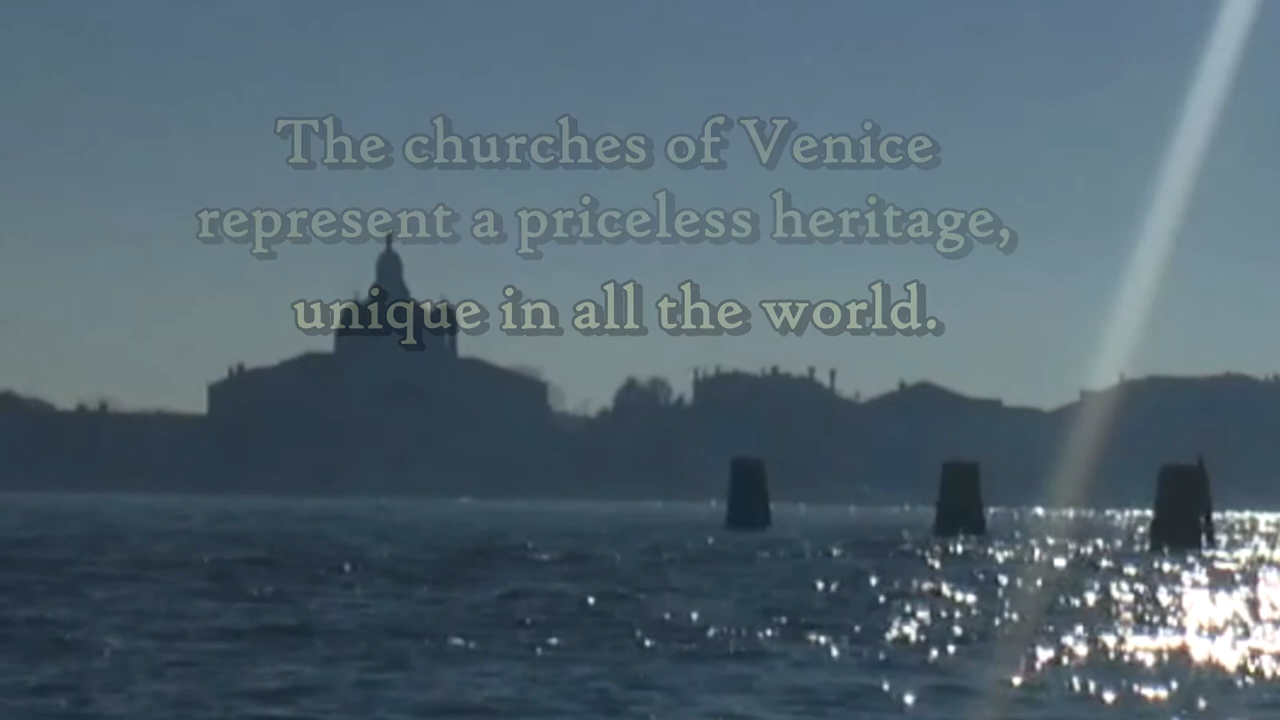 The churches of Venice
represent a priceless heritage,
unique in all the world.